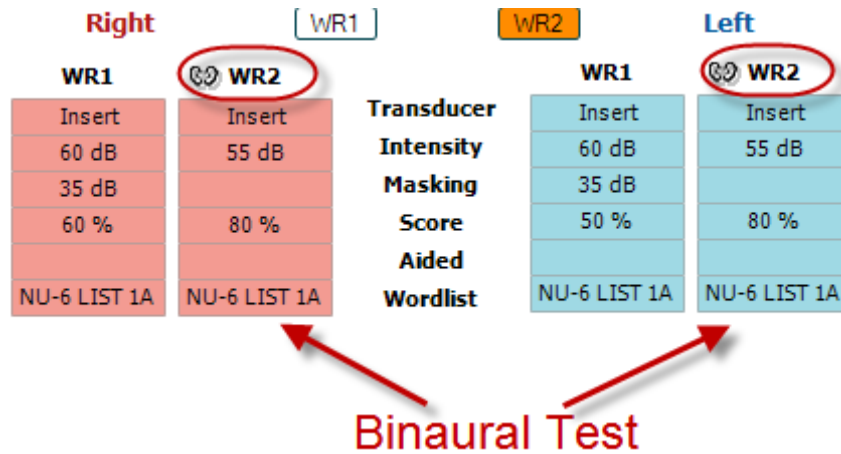 Right WR1 WR2 Left
WR1 WR2 WR1 WR2
Insert Insert Transducer Insert Insert
60 dB 55 dB Intensity 60 dB 55 dB
35 dB Masking 35 dB
60 % 80 % Score 50 % 80 %
Aided
NU-6 LIST 1A NU-6 LIST 1A Wordlist NU-6 LIST 1A NU-6 LIST 1A
Binaural Test